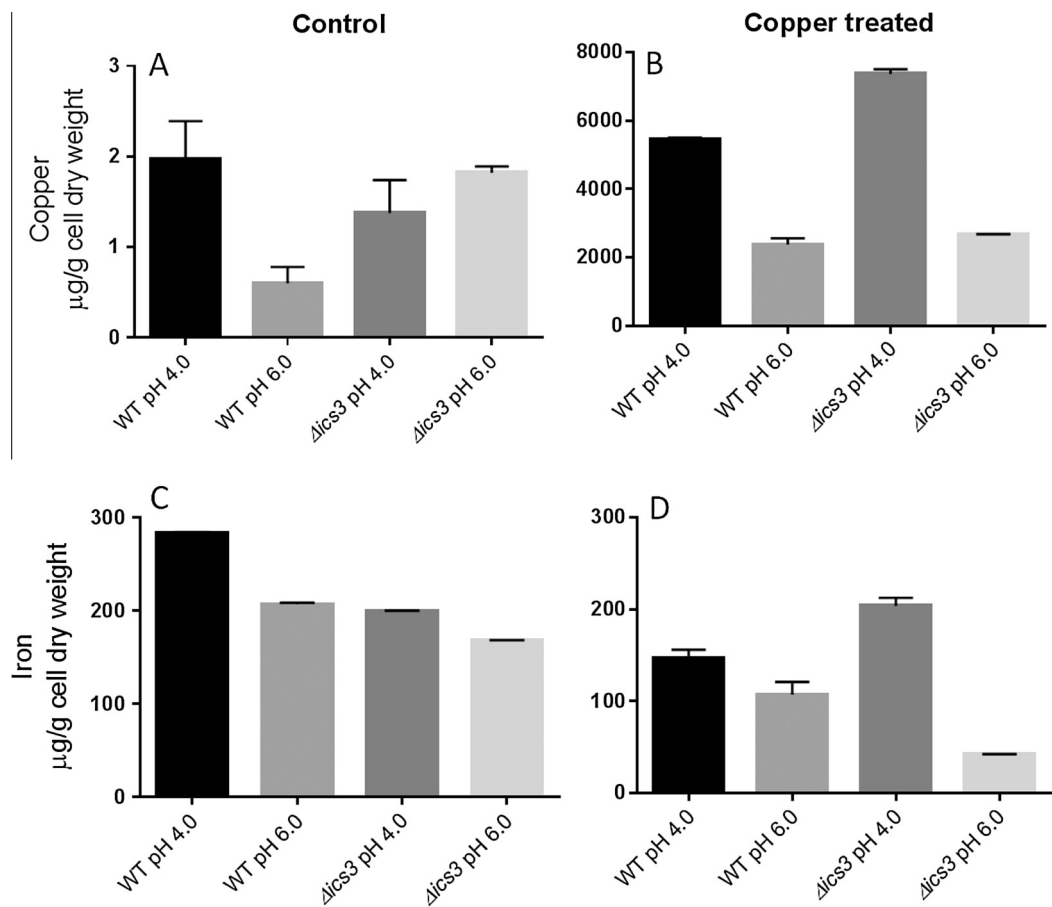 Control
Copper treated
A
B
Copper
µg/g cell dry weight
3
2
1
0
8000
6000
4000
2000
0
WT pH 4.0
WT pH 6.0
Δics3 pH 4.0
Δics3 pH 6.0
WT pH 4.0
WT pH 6.0
Δics3 pH 4.0
Δics3 pH 6.0
C
D
Iron
µg/g cell dry weight
300
200
100
0
300
200
100
0
WT pH 4.0
WT pH 6.0
Δics3 pH 4.0
Δics3 pH 6.0
WT pH 4.0
WT pH 6.0
Δics3 pH 4.0
Δics3 pH 6.0